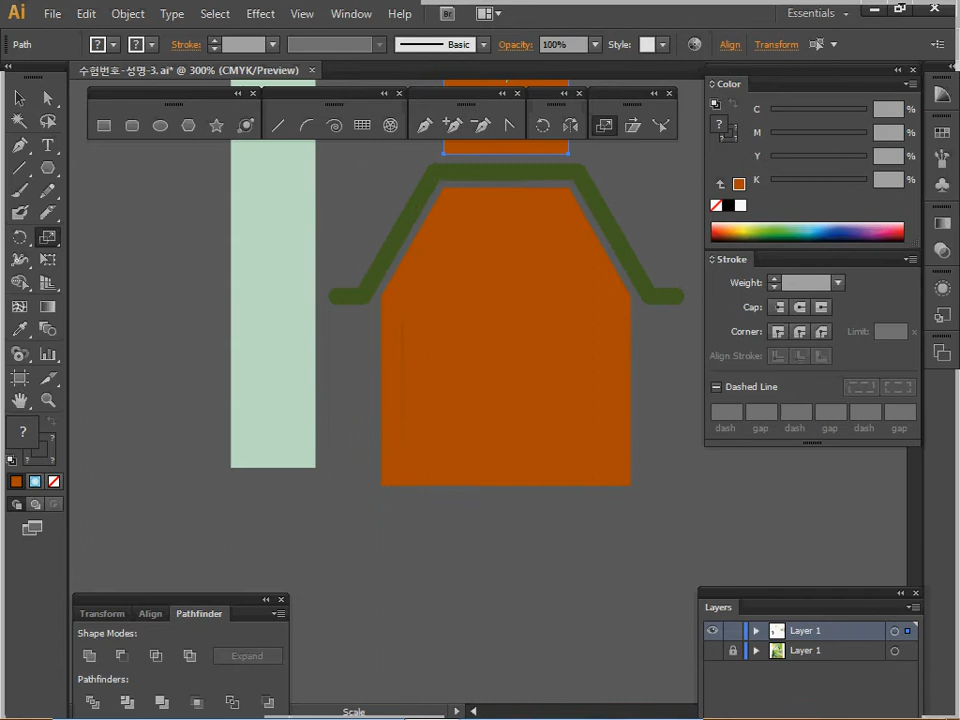 Ai File Edit Object Type Select Effect View Window Help Br Essentials
Path ? ? Stroke: Basic Opacity: 100% Style: Align Transform
수험번호-성명-3.ai* @ 300% (CMYK/Preview)
Color
C %
? M %
Y %
K %
Stroke
Weight:
Cap:
Corner: Limit: x
Align Stroke:
Dashed Line
dash gap dash gap dash gap
?
Transform Align Pathfinder
Shape Modes:
Expand
Pathfinders:
Layers
Layer 1
Layer 1
Scale